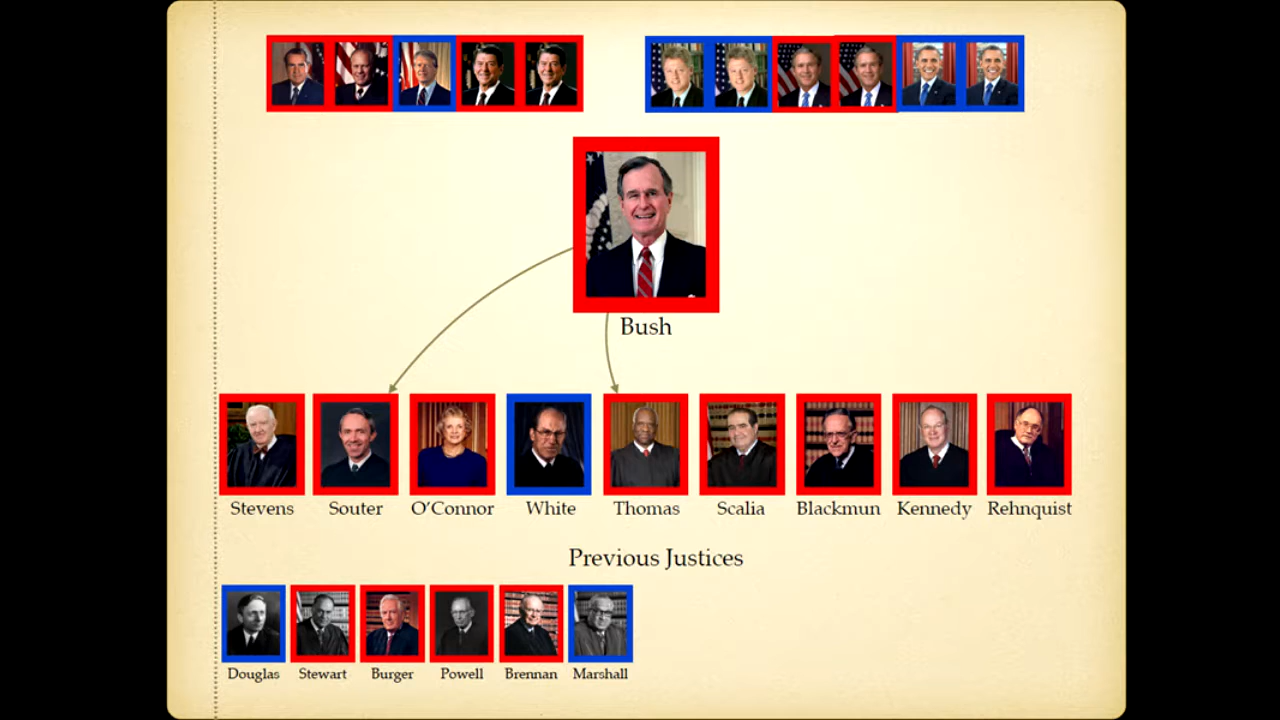 Bush
Stevens Souter O'Connor White Thomas Scalia Blackmun Kennedy Rehnquist
Previous Justices
Douglas Stewart Burger Powell Brennan Marshall